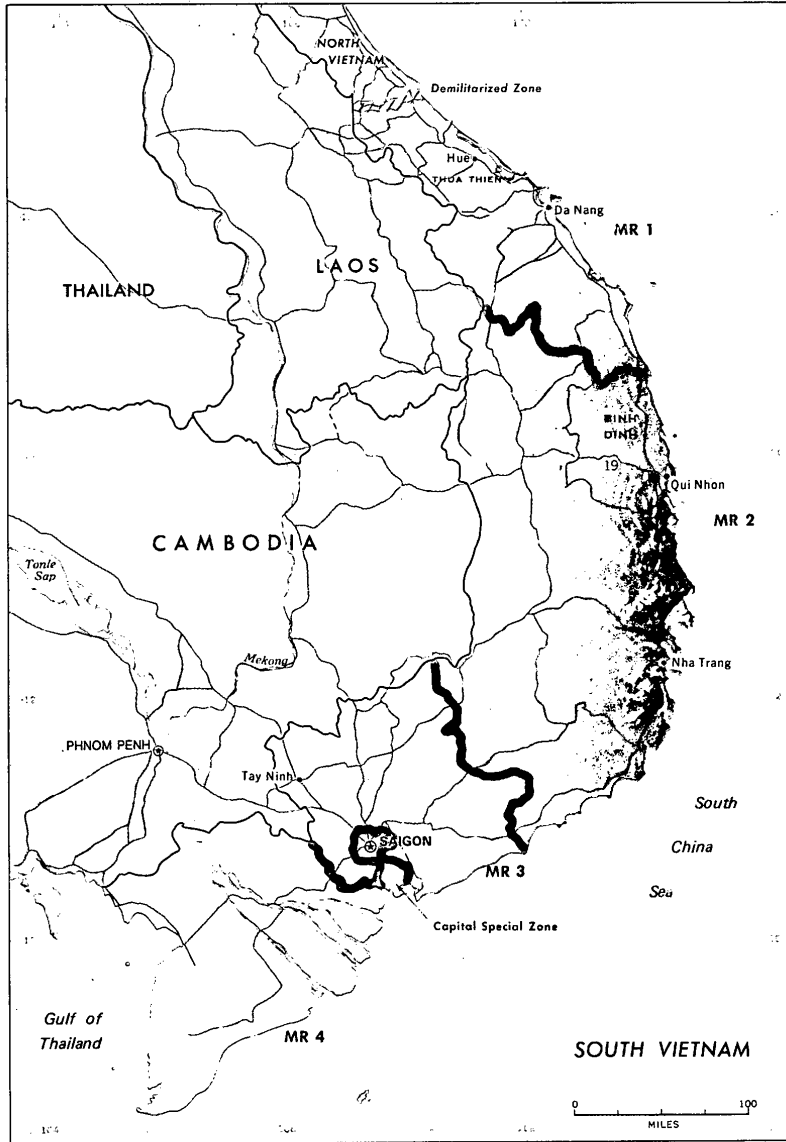 NORTH
VIETNAM
Demilitarized Zone
Hue
THUA THIEN
Da Nang
MR 1
LAOS
THAILAND
BINH
DINH
19
Qui Nhon
MR 2
CAMBODIA
Tonle
Sap
Mekong
Nha Trang
PHNOM PENH
Tay Ninh
South
SAIGON
China
MR 3
Sea
Capital Special Zone
Gulf of
Thailand
MR 4
SOUTH VIETNAM
0 100
MILES